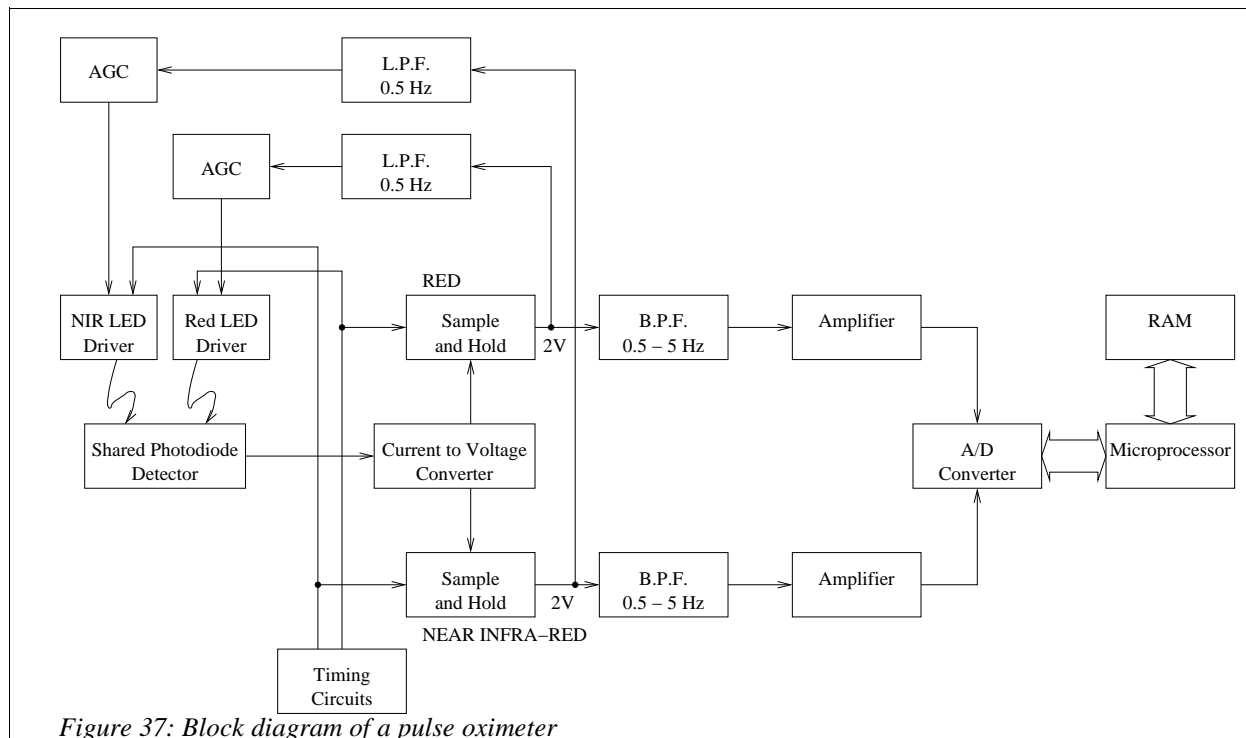 AGC
L.P.F.
0.5 Hz
AGC
L.P.F.
0.5 Hz
RED
NIR LED
Driver
Red LED
Driver
Sample
and Hold
2V
B.P.F.
0.5 – 5 Hz
Amplifier
RAM
Shared Photodiode
Detector
Current to Voltage
Converter
A/D
Converter
Microprocessor
Sample
and Hold
2V
B.P.F.
0.5 – 5 Hz
Amplifier
NEAR INFRA–RED
Timing
Circuits
Figure 37: Block diagram of a pulse oximeter